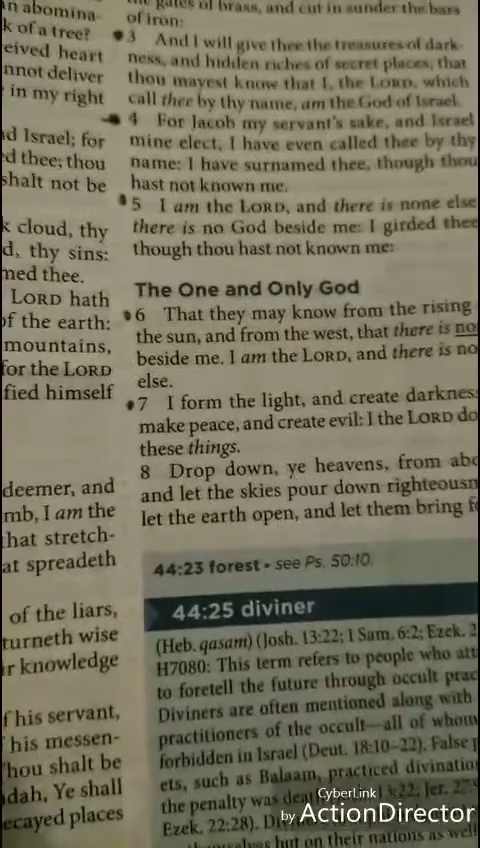 n abomina-
k of a tree?
eived heart
nnot deliver
in my right
d Israel; for
d thee; thou
shalt not be
k cloud, thy
d, thy sins:
med thee.
LORD hath
of the earth:
mountains,
for the LORD
fied himself
deemer, and
mb, I am the
hat stretch-
at spreadeth
of the liars,
turneth wise
ir knowledge
f his servant,
his messen-
Thou shalt be
dah, Ye shall
ecayed places
the gates of brass, and cut in sunder the bars
of iron:
3 And I will give thee the treasures of dark-
ness, and hidden riches of secret places, that
thou mayest know that I, the LORD, which
call thee by thy name, am the God of Israel.
4 For Jacob my servant's sake, and Israel
mine elect, I have even called thee by thy
name: I have surnamed thee, though thou
hast not known me.
5 I am the LORD, and there is none else
there is no God beside me: I girded thee
though thou hast not known me:
The One and Only God
6 That they may know from the rising
the sun, and from the west, that there is no
beside me. I am the LORD, and there is no
else.
7 I form the light, and create darknes
make peace, and create evil: I the LORD do
these things.
8 Drop down, ye heavens, from abo
and let the skies pour down righteousn
let the earth open, and let them bring f
44:23 forest • see Ps. 50:10.
44:25 diviner
(Heb. qasam) (Josh. 13:22; 1 Sam. 6:2; Ezek. 2
H7080: This term refers to people who att
to foretell the future through occult prac
Diviners are often mentioned along with
practitioners of the occult—all of whom
forbidden in Israel (Deut. 18:10–22). False p
ets, such as Balaam, practiced divinatio
the penalty was dea 13:22; Jer. 27:
Ezek. 22:28). Di
but on their nations as well
CyberLink
by ActionDirector